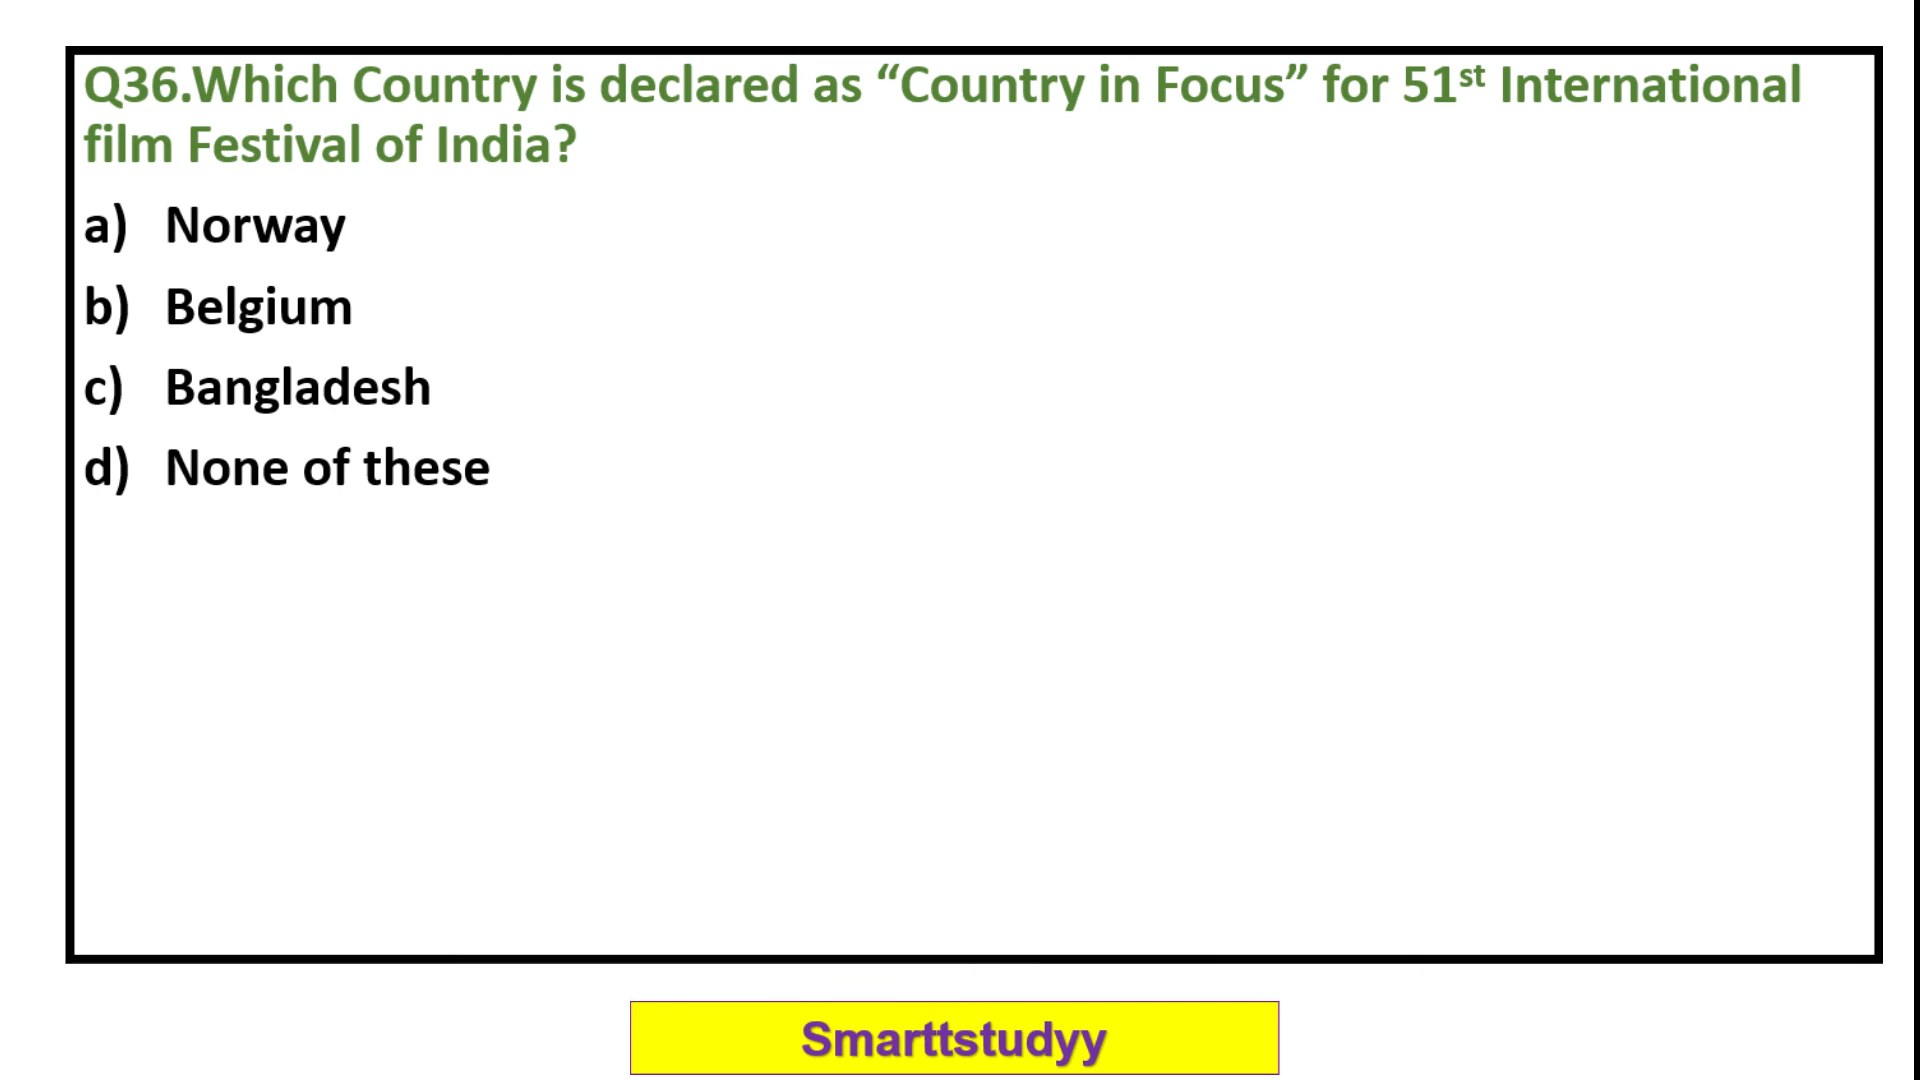 Q36.Which Country is declared as “Country in Focus” for 51st International
film Festival of India?
a) Norway
b) Belgium
c) Bangladesh
d) None of these
Smarttstudyy